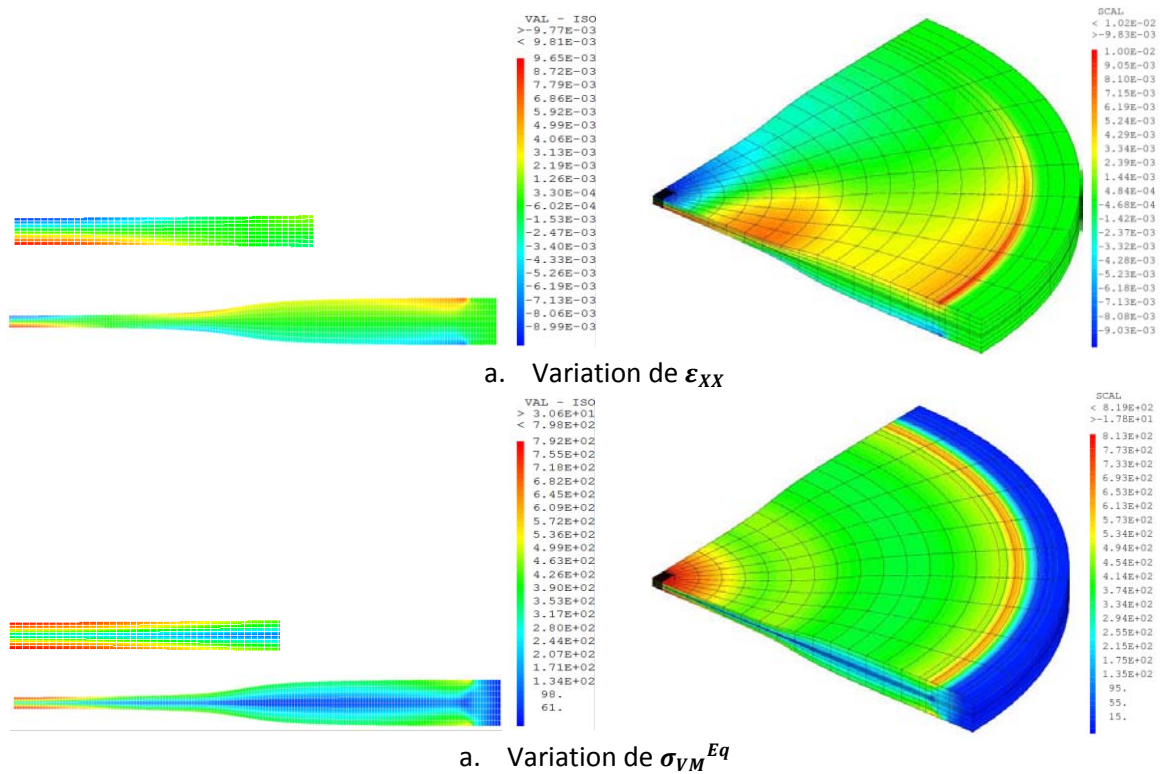 VAL - ISO
>-9.77E-03
< 9.81E-03
9.65E-03
8.72E-03
7.79E-03
6.86E-03
5.92E-03
4.99E-03
4.06E-03
3.13E-03
2.19E-03
1.26E-03
3.30E-04
-6.02E-04
-1.53E-03
-2.47E-03
-3.40E-03
-4.33E-03
-5.26E-03
-6.19E-03
-7.13E-03
-8.06E-03
-8.99E-03
SCAL
< 1.02E-02
>-9.83E-03
1.00E-02
9.05E-03
8.10E-03
7.15E-03
6.19E-03
5.24E-03
4.29E-03
3.34E-03
2.39E-03
1.44E-03
4.84E-04
-4.68E-04
-1.42E-03
-2.37E-03
-3.32E-03
-4.28E-03
-5.23E-03
-6.18E-03
-7.13E-03
-8.08E-03
-9.03E-03
a. Variation de εXX
VAL - ISO
> 3.06E+01
< 7.98E+02
7.92E+02
7.55E+02
7.18E+02
6.82E+02
6.45E+02
6.09E+02
5.72E+02
5.36E+02
4.99E+02
4.63E+02
4.26E+02
3.90E+02
3.53E+02
3.17E+02
2.80E+02
2.44E+02
2.07E+02
1.71E+02
1.34E+02
98.
61.
SCAL
< 8.19E+02
>-1.78E+01
8.13E+02
7.73E+02
7.33E+02
6.93E+02
6.53E+02
6.13E+02
5.73E+02
5.34E+02
4.94E+02
4.54E+02
4.14E+02
3.74E+02
3.34E+02
2.94E+02
2.55E+02
2.15E+02
1.75E+02
1.35E+02
95.
55.
15.
a. Variation de σVM^Eq